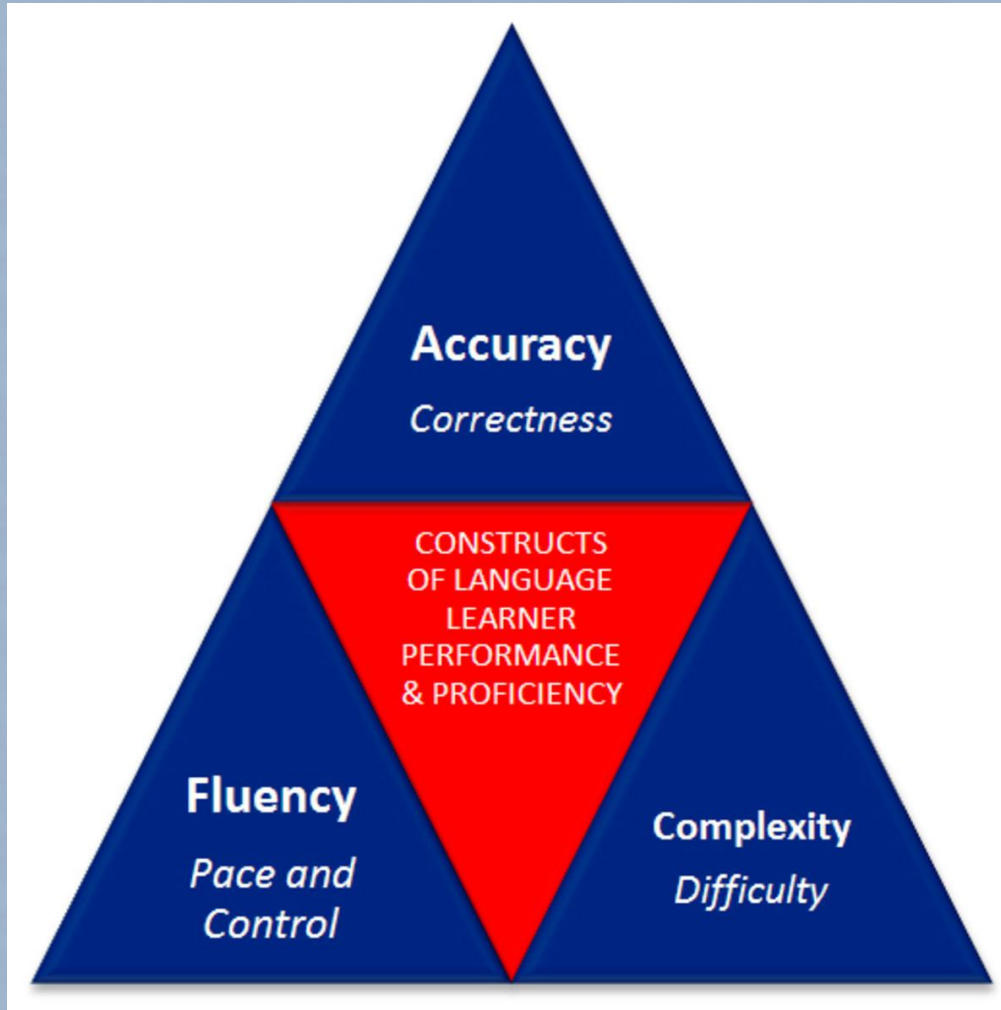 Accuracy
Correctness
CONSTRUCTS
OF LANGUAGE
LEARNER
PERFORMANCE
& PROFICIENCY
Fluency
Pace and
Control
Complexity
Difficulty